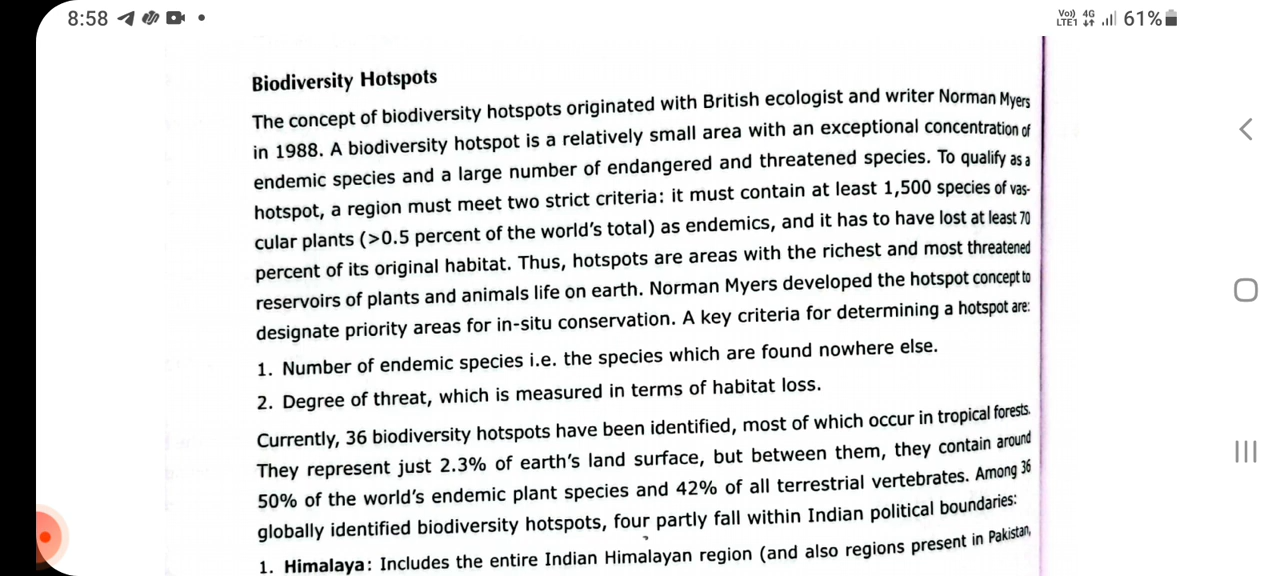 8:58
Vo)) 4G
LTE1 61%
Biodiversity Hotspots
The concept of biodiversity hotspots originated with British ecologist and writer Norman Myers
in 1988. A biodiversity hotspot is a relatively small area with an exceptional concentration of
endemic species and a large number of endangered and threatened species. To qualify as a
hotspot, a region must meet two strict criteria: it must contain at least 1,500 species of vas-
cular plants (>0.5 percent of the world's total) as endemics, and it has to have lost at least 70
percent of its original habitat. Thus, hotspots are areas with the richest and most threatened
reservoirs of plants and animals life on earth. Norman Myers developed the hotspot concept to
designate priority areas for in-situ conservation. A key criteria for determining a hotspot are:
1. Number of endemic species i.e. the species which are found nowhere else.
2. Degree of threat, which is measured in terms of habitat loss.
Currently, 36 biodiversity hotspots have been identified, most of which occur in tropical forests.
They represent just 2.3% of earth's land surface, but between them, they contain around
50% of the world's endemic plant species and 42% of all terrestrial vertebrates. Among 36
globally identified biodiversity hotspots, four partly fall within Indian political boundaries:
1. Himalaya: Includes the entire Indian Himalayan region (and also regions present in Pakistan,